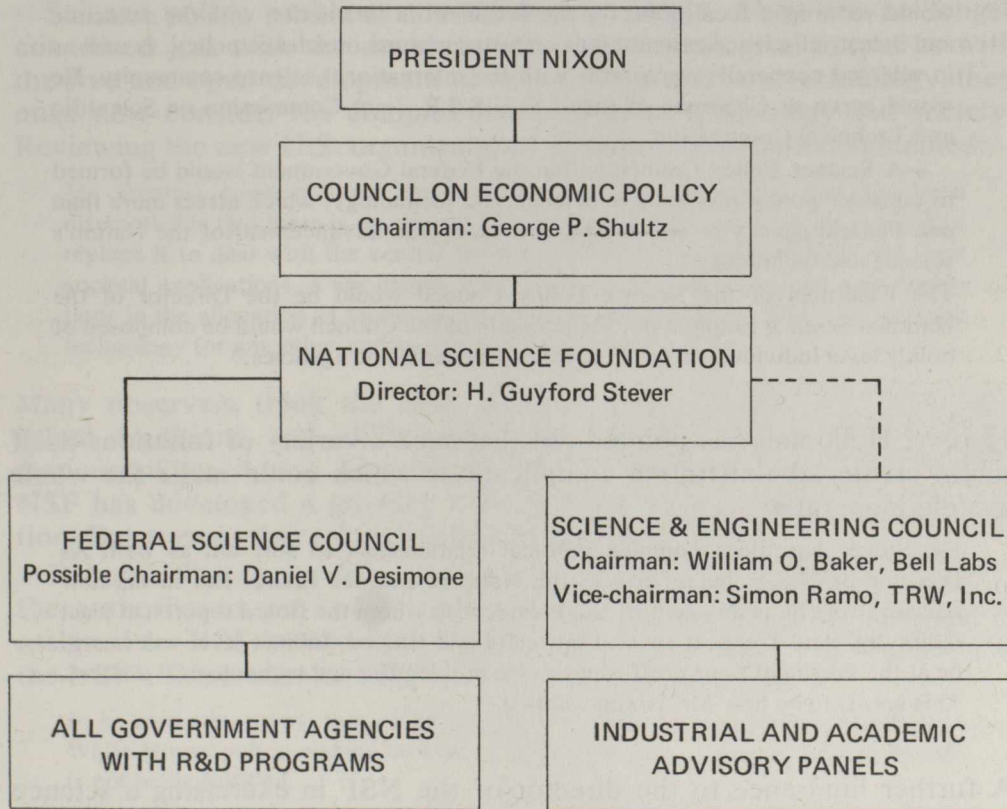 PRESIDENT NIXON
COUNCIL ON ECONOMIC POLICY
Chairman: George P. Shultz
NATIONAL SCIENCE FOUNDATION
Director: H. Guyford Stever
FEDERAL SCIENCE COUNCIL
Possible Chairman: Daniel V. Desimone
SCIENCE & ENGINEERING COUNCIL
Chairman: William O. Baker, Bell Labs
Vice-chairman: Simon Ramo, TRW, Inc.
ALL GOVERNMENT AGENCIES
WITH R&D PROGRAMS
INDUSTRIAL AND ACADEMIC
ADVISORY PANELS